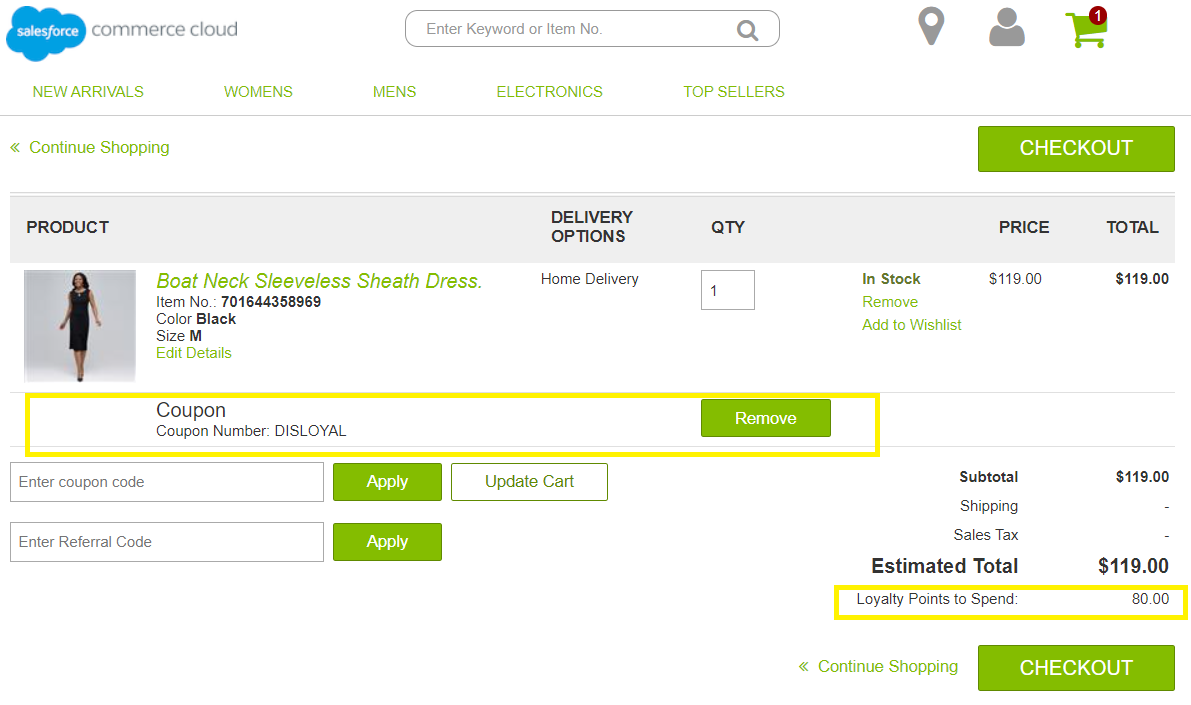 salesforce commerce cloud
Enter Keyword or Item No.
1
NEW ARRIVALS WOMENS MENS ELECTRONICS TOP SELLERS
« Continue Shopping
CHECKOUT
PRODUCT DELIVERY OPTIONS QTY PRICE TOTAL
Boat Neck Sleeveless Sheath Dress.
Item No.: 701644358969
Color Black
Size M
Edit Details
Home Delivery
1
In Stock
Remove
Add to Wishlist
$119.00
$119.00
Coupon
Coupon Number: DISLOYAL
Remove
Enter coupon code Apply Update Cart
Enter Referral Code Apply
Subtotal $119.00
Shipping -
Sales Tax -
Estimated Total $119.00
Loyalty Points to Spend: 80.00
« Continue Shopping CHECKOUT